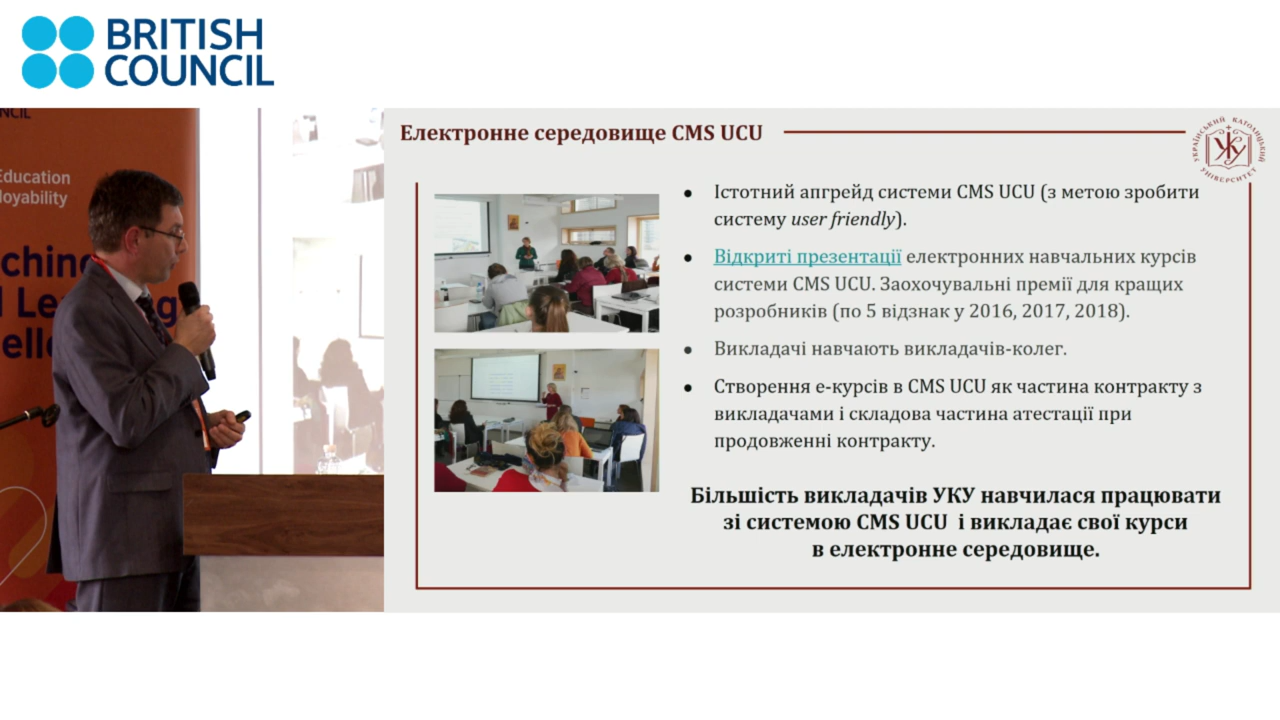 BRITISH
COUNCIL
Електронне середовище CMS UCU
УКРАЇНСЬКИЙ КАТОЛИЦЬКИЙ
УНІВЕРСИТЕТ
• Істотний апгрейд системи CMS UCU (з метою зробити
систему user friendly).
• Відкриті презентації електронних навчальних курсів
системи CMS UCU. Заохочувальні премії для кращих
розробників (по 5 відзнак у 2016, 2017, 2018).
• Викладачі навчають викладачів-колег.
• Створення е-курсів в CMS UCU як частина контракту з
викладачами і складова частина атестації при
продовженні контракту.
Більшість викладачів УКУ навчилася працювати
зі системою CMS UCU і викладає свої курси
в електронне середовище.
Education